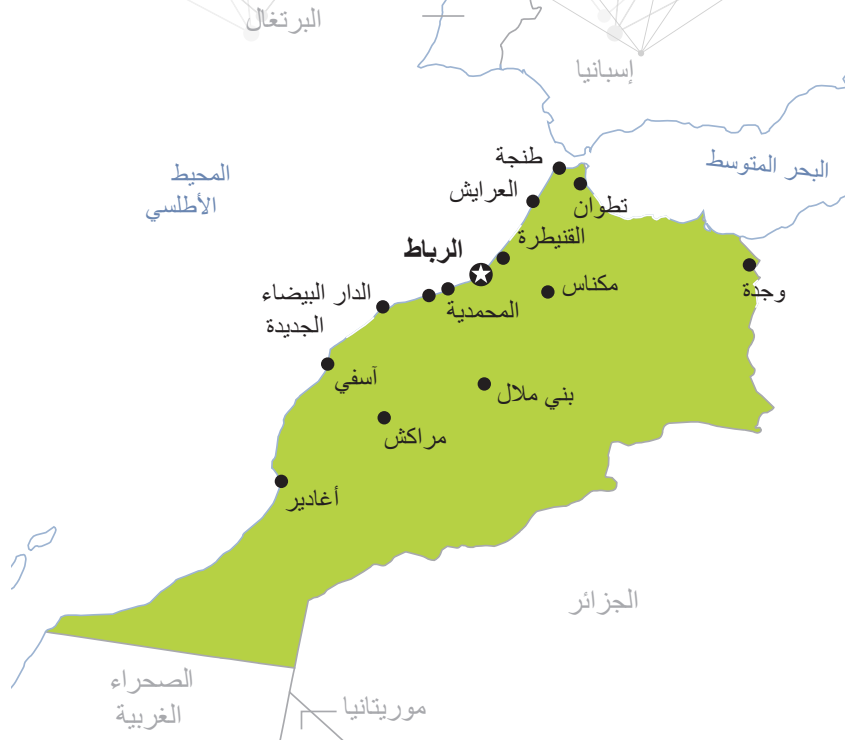 البرتغال
إسبانيا
المحيط
الأطلسي
البحر المتوسط
طنجة
تطوان
العرايش
القنيطرة
الرباط
وجدة
مكناس
الدار البيضاء
المحمدية
الجديدة
آسفي
بني ملال
مراكش
أغادير
الجزائر
الصحراء
الغربية
موريتانيا